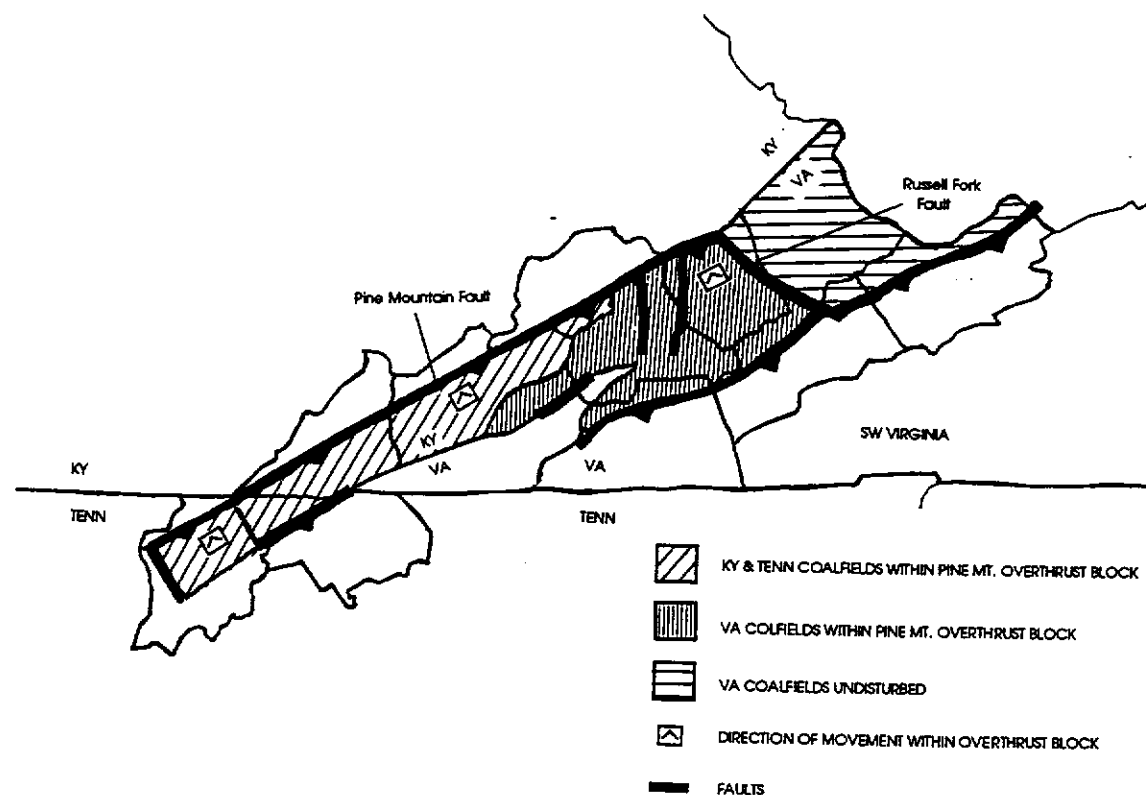 KY
VA
Russell Fork
Fault
Pine Mountain Fault
KY
VA
SW VIRGINIA
KY
VA
TENN
TENN
KY & TENN COALFIELDS WITHIN PINE MT. OVERTHRUST BLOCK
VA COLFIELDS WITHIN PINE MT. OVERTHRUST BLOCK
VA COALFIELDS UNDISTURBED
DIRECTION OF MOVEMENT WITHIN OVERTHRUST BLOCK
FAULTS